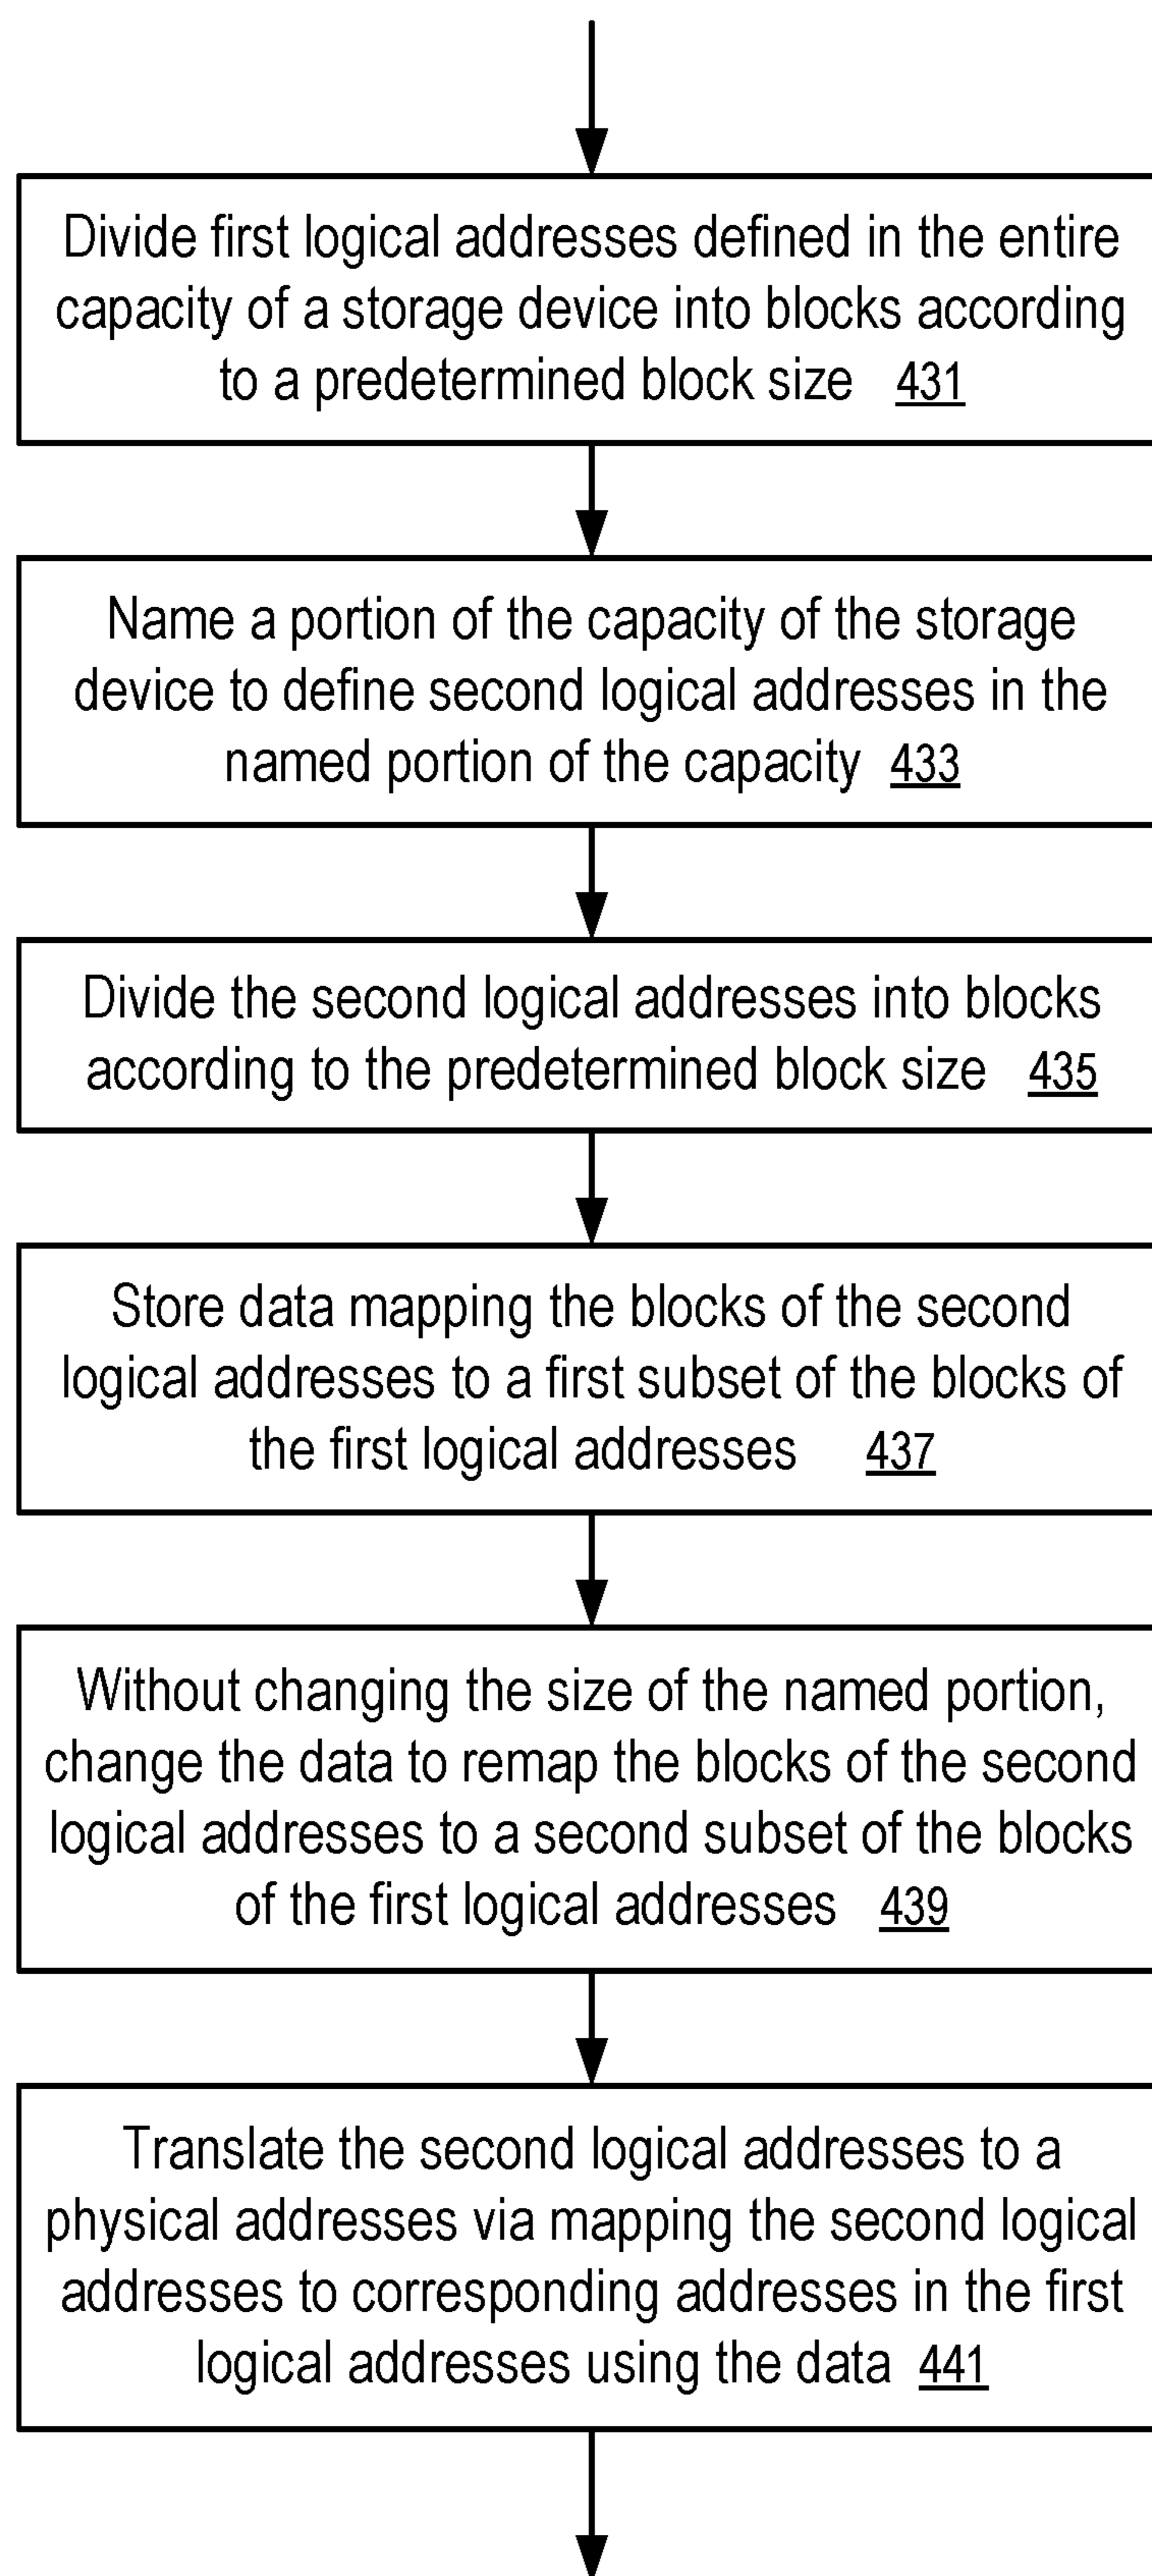 Divide first logical addresses defined in the entire
capacity of a storage device into blocks according
to a predetermined block size 431
Name a portion of the capacity of the storage
device to define second logical addresses in the
named portion of the capacity 433
Divide the second logical addresses into blocks
according to the predetermined block size 435
Store data mapping the blocks of the second
logical addresses to a first subset of the blocks of
the first logical addresses 437
Without changing the size of the named portion,
change the data to remap the blocks of the second
logical addresses to a second subset of the blocks
of the first logical addresses 439
Translate the second logical addresses to a
physical addresses via mapping the second logical
addresses to corresponding addresses in the first
logical addresses using the data 441